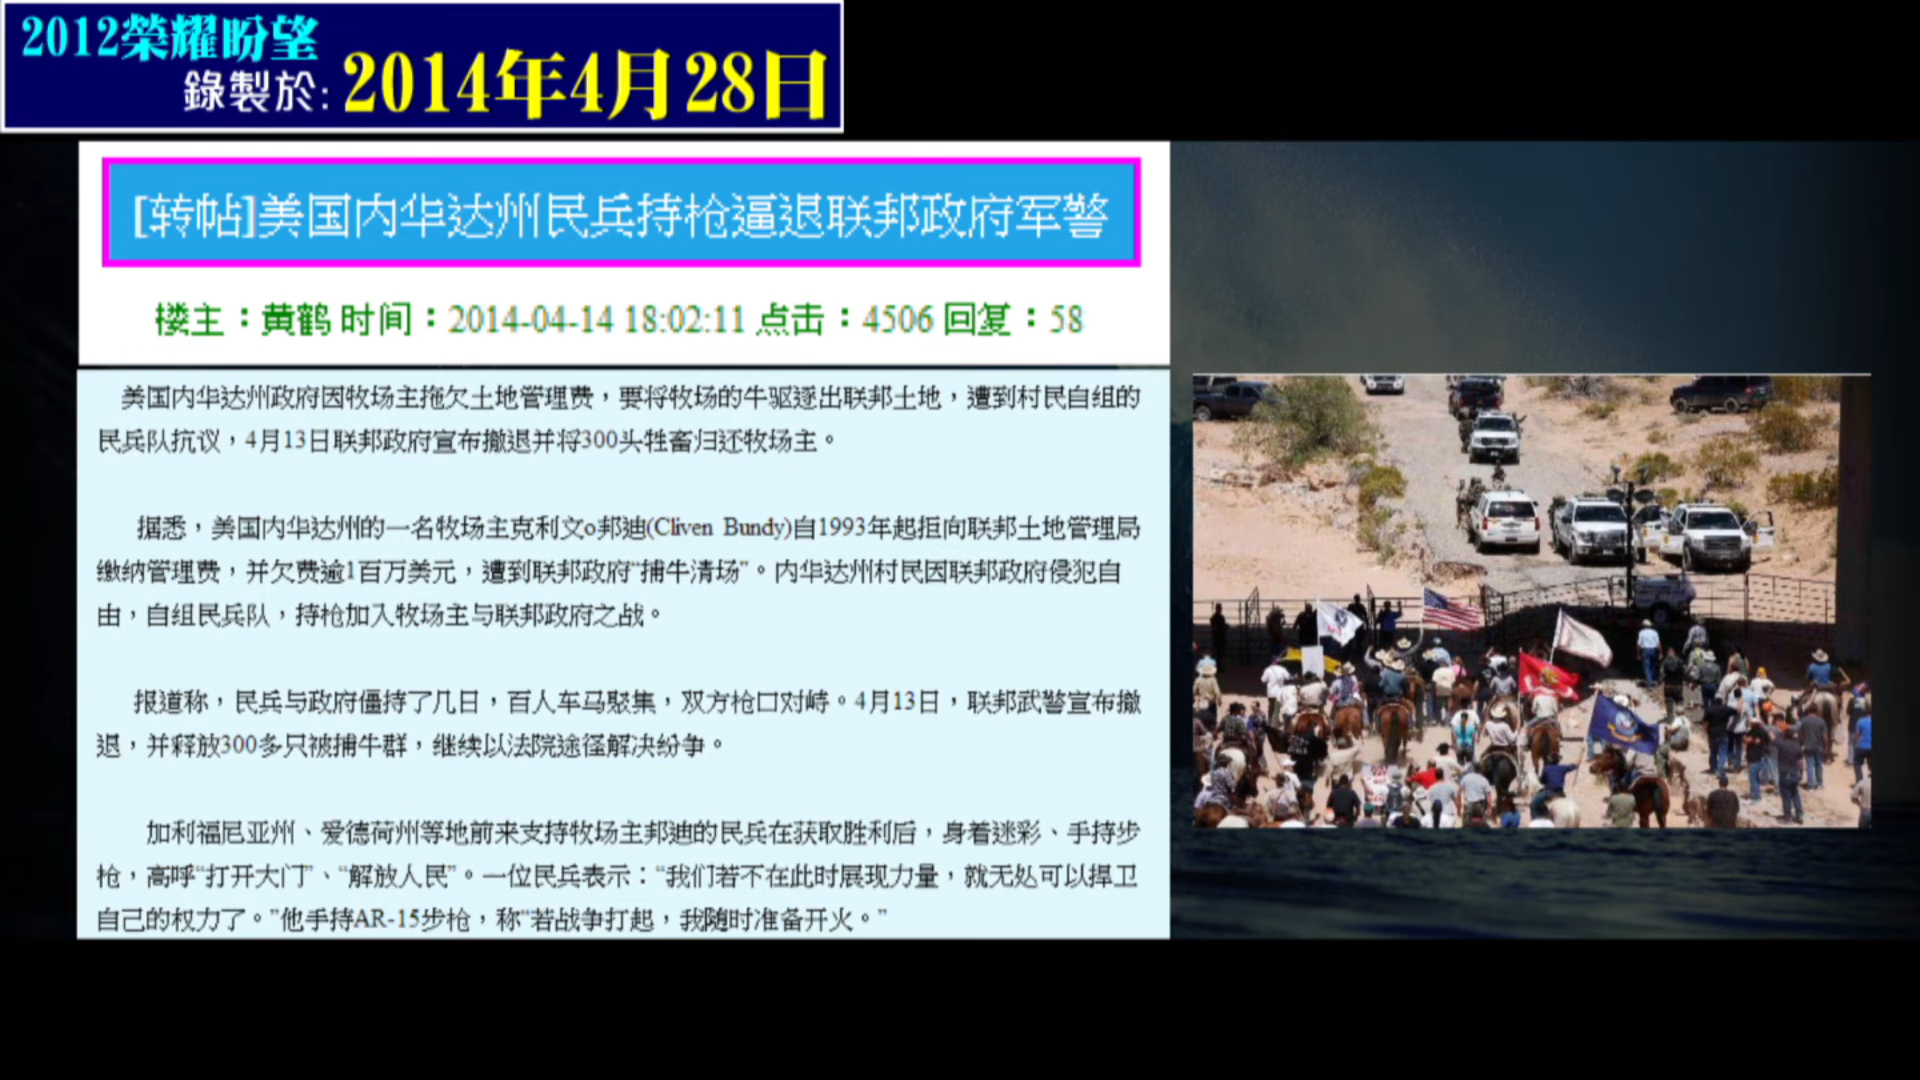 2012榮耀盼望
錄製於: 2014年4月28日
[转帖]美国内华达州民兵持枪逼退联邦政府军警
楼主：黄鹤 时间：2014-04-14 18:02:11 点击：4506 回复：58
美国内华达州政府因牧场主拖欠土地管理费，要将牧场的牛驱逐出联邦土地，遭到村民自组的
民兵队抗议，4月13日联邦政府宣布撤退并将300头牲畜归还牧场主。
据悉，美国内华达州的一名牧场主克利文o邦迪(Cliven Bundy)自1993年起拒向联邦土地管理局
缴纳管理费，并欠费逾1百万美元，遭到联邦政府“捕牛清场”。内华达州村民因联邦政府侵犯自
由，自组民兵队，持枪加入牧场主与联邦政府之战。
报道称，民兵与政府僵持了几日，百人车马聚集，双方枪口对峙。4月13日，联邦武警宣布撤
退，并释放300多只被捕牛群，继续以法院途径解决纷争。
加利福尼亚州、爱德荷州等地前来支持牧场主邦迪的民兵在获取胜利后，身着迷彩、手持步
枪，高呼“打开大门”、“解放人民”。一位民兵表示：“我们若不在此时展现力量，就无处可以捍卫
自己的权力了。”他手持AR-15步枪，称“若战争打起，我随时准备开火。”